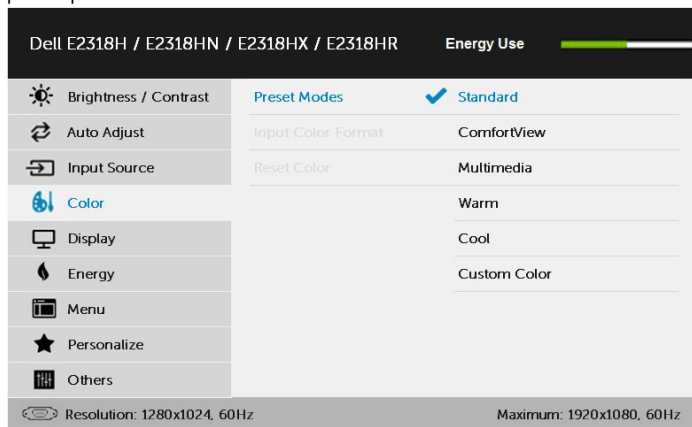 Dell E2318H / E2318HN / E2318HX / E2318HR Energy Use
Brightness / Contrast Preset Modes Standard
Auto Adjust Input Color Format ComfortView
Input Source Reset Color Multimedia
Color Warm
Display Cool
Energy Custom Color
Menu
Personalize
Others
Resolution: 1280x1024, 60Hz Maximum: 1920x1080, 60Hz